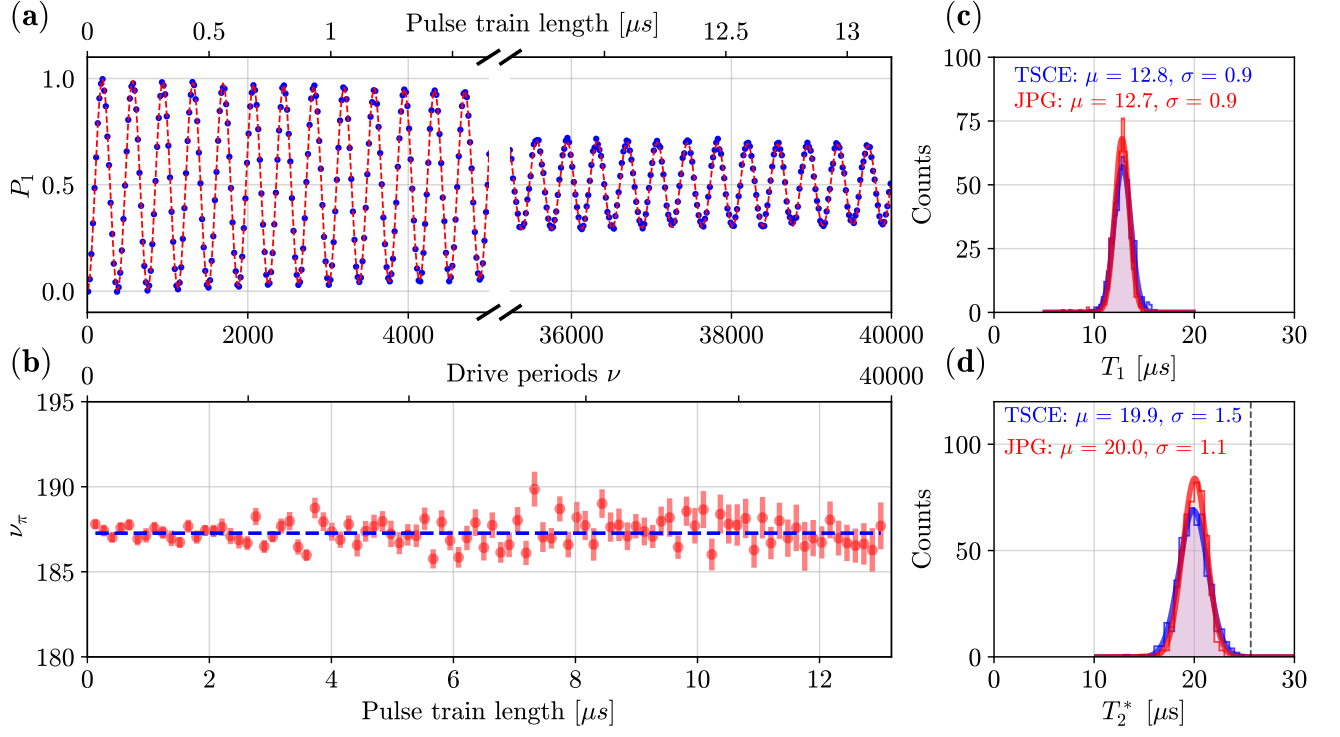 (a)
0 0.5 1 Pulse train length [μs] 12.5 13
1.0
0.5
0.0
P₁
0 2000 4000 36000 38000 40000
Drive periods ν
(b)
0 40000
195
190
185
180
ν_π
0 2 4 6 8 10 12
Pulse train length [μs]
(c)
100
75
50
25
0
Counts
TSCE: μ = 12.8, σ = 0.9
JPG: μ = 12.7, σ = 0.9
0 10 20 30
T₁ [μs]
(d)
100
50
0
Counts
TSCE: μ = 19.9, σ = 1.5
JPG: μ = 20.0, σ = 1.1
0 10 20 30
T₂* [μs]